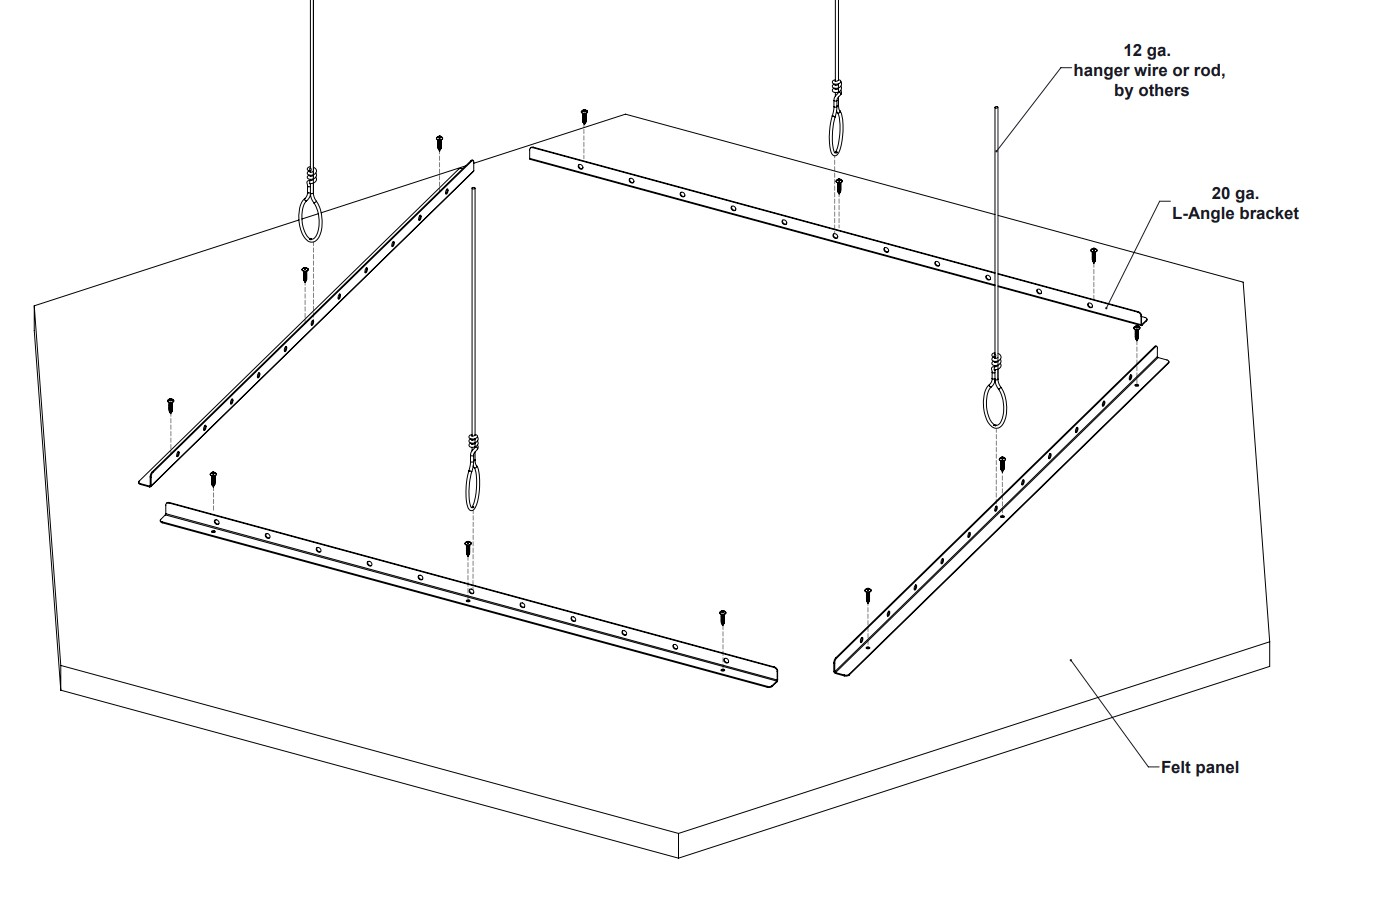 12 ga.
hanger wire or rod,
by others
20 ga.
L-Angle bracket
Felt panel